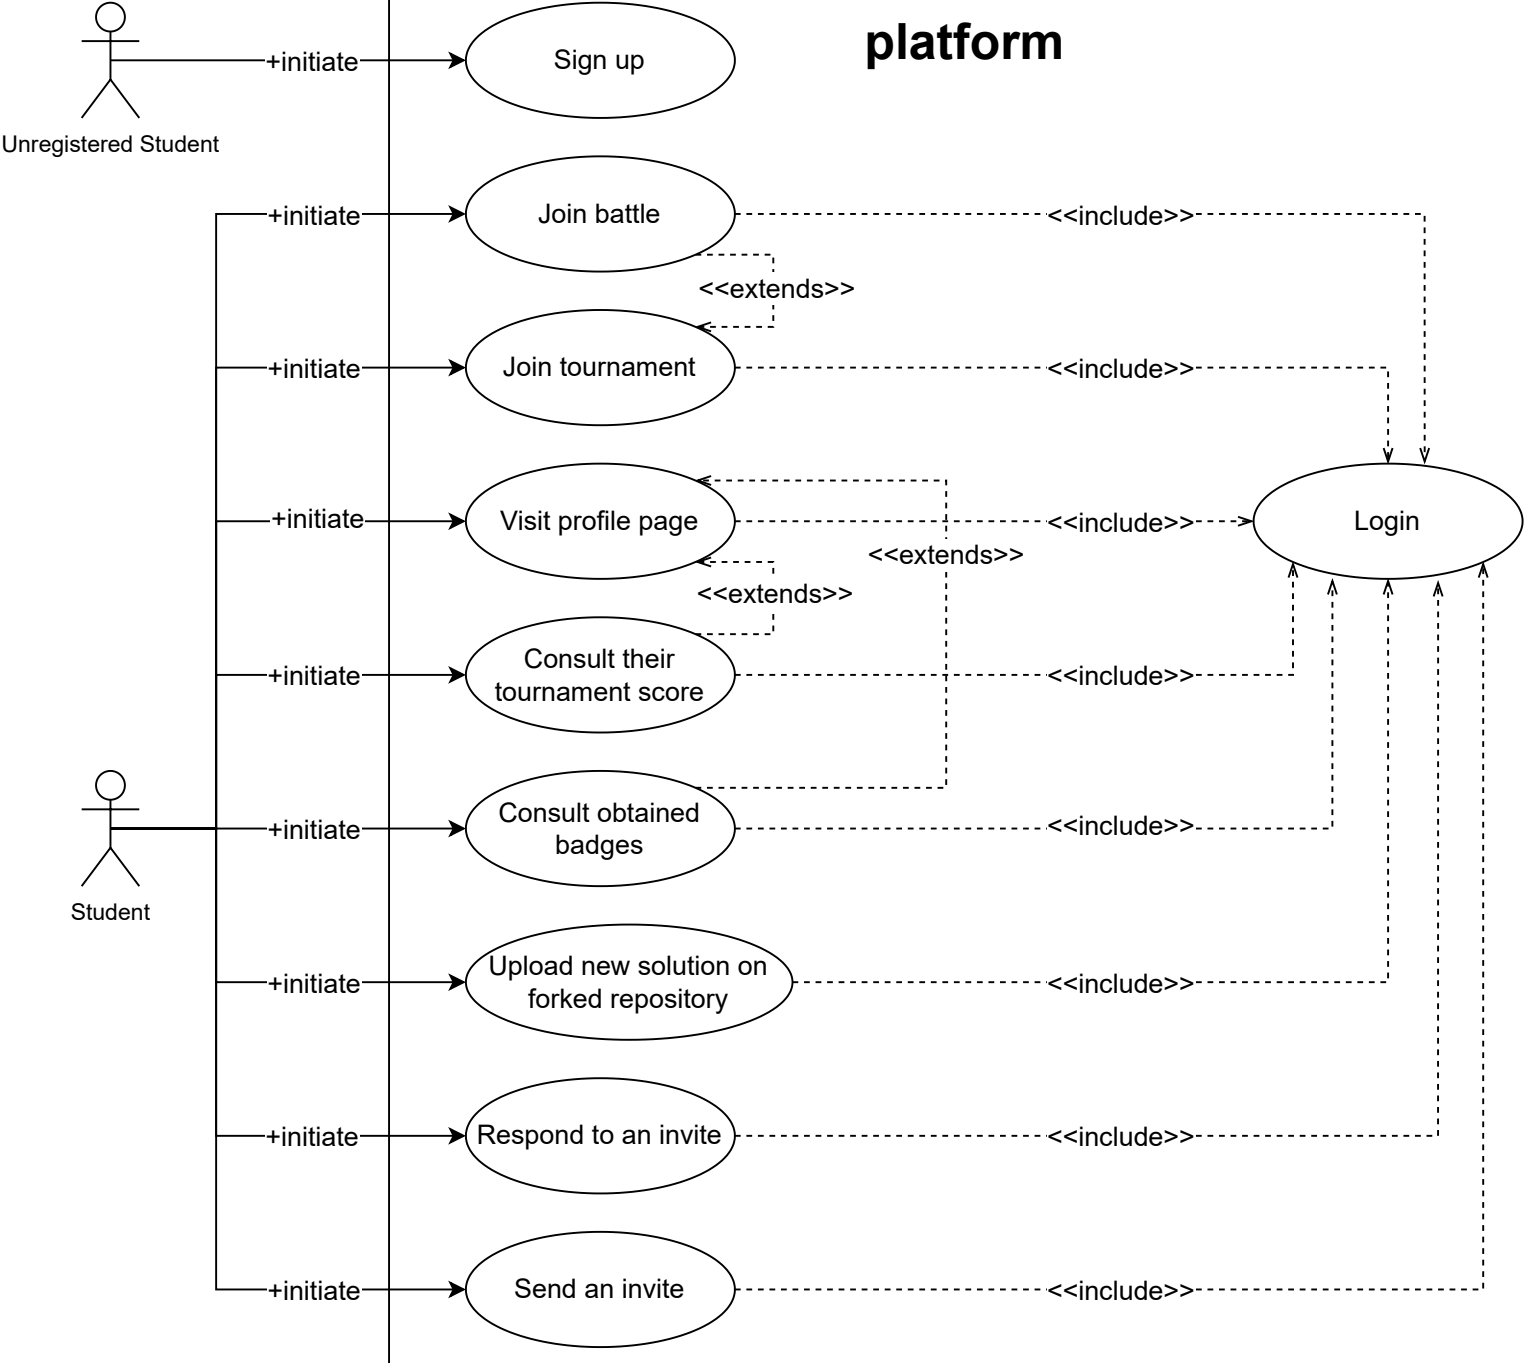 platform
+initiate
Sign up
Unregistered Student
+initiate
Join battle
<<include>>
<<extends>>
+initiate
Join tournament
<<include>>
+initiate
Visit profile page
<<include>>
Login
<<extends>>
<<extends>>
+initiate
Consult their
tournament score
<<include>>
+initiate
Consult obtained
badges
<<include>>
Student
+initiate
Upload new solution on
forked repository
<<include>>
+initiate
Respond to an invite
<<include>>
+initiate
Send an invite
<<include>>